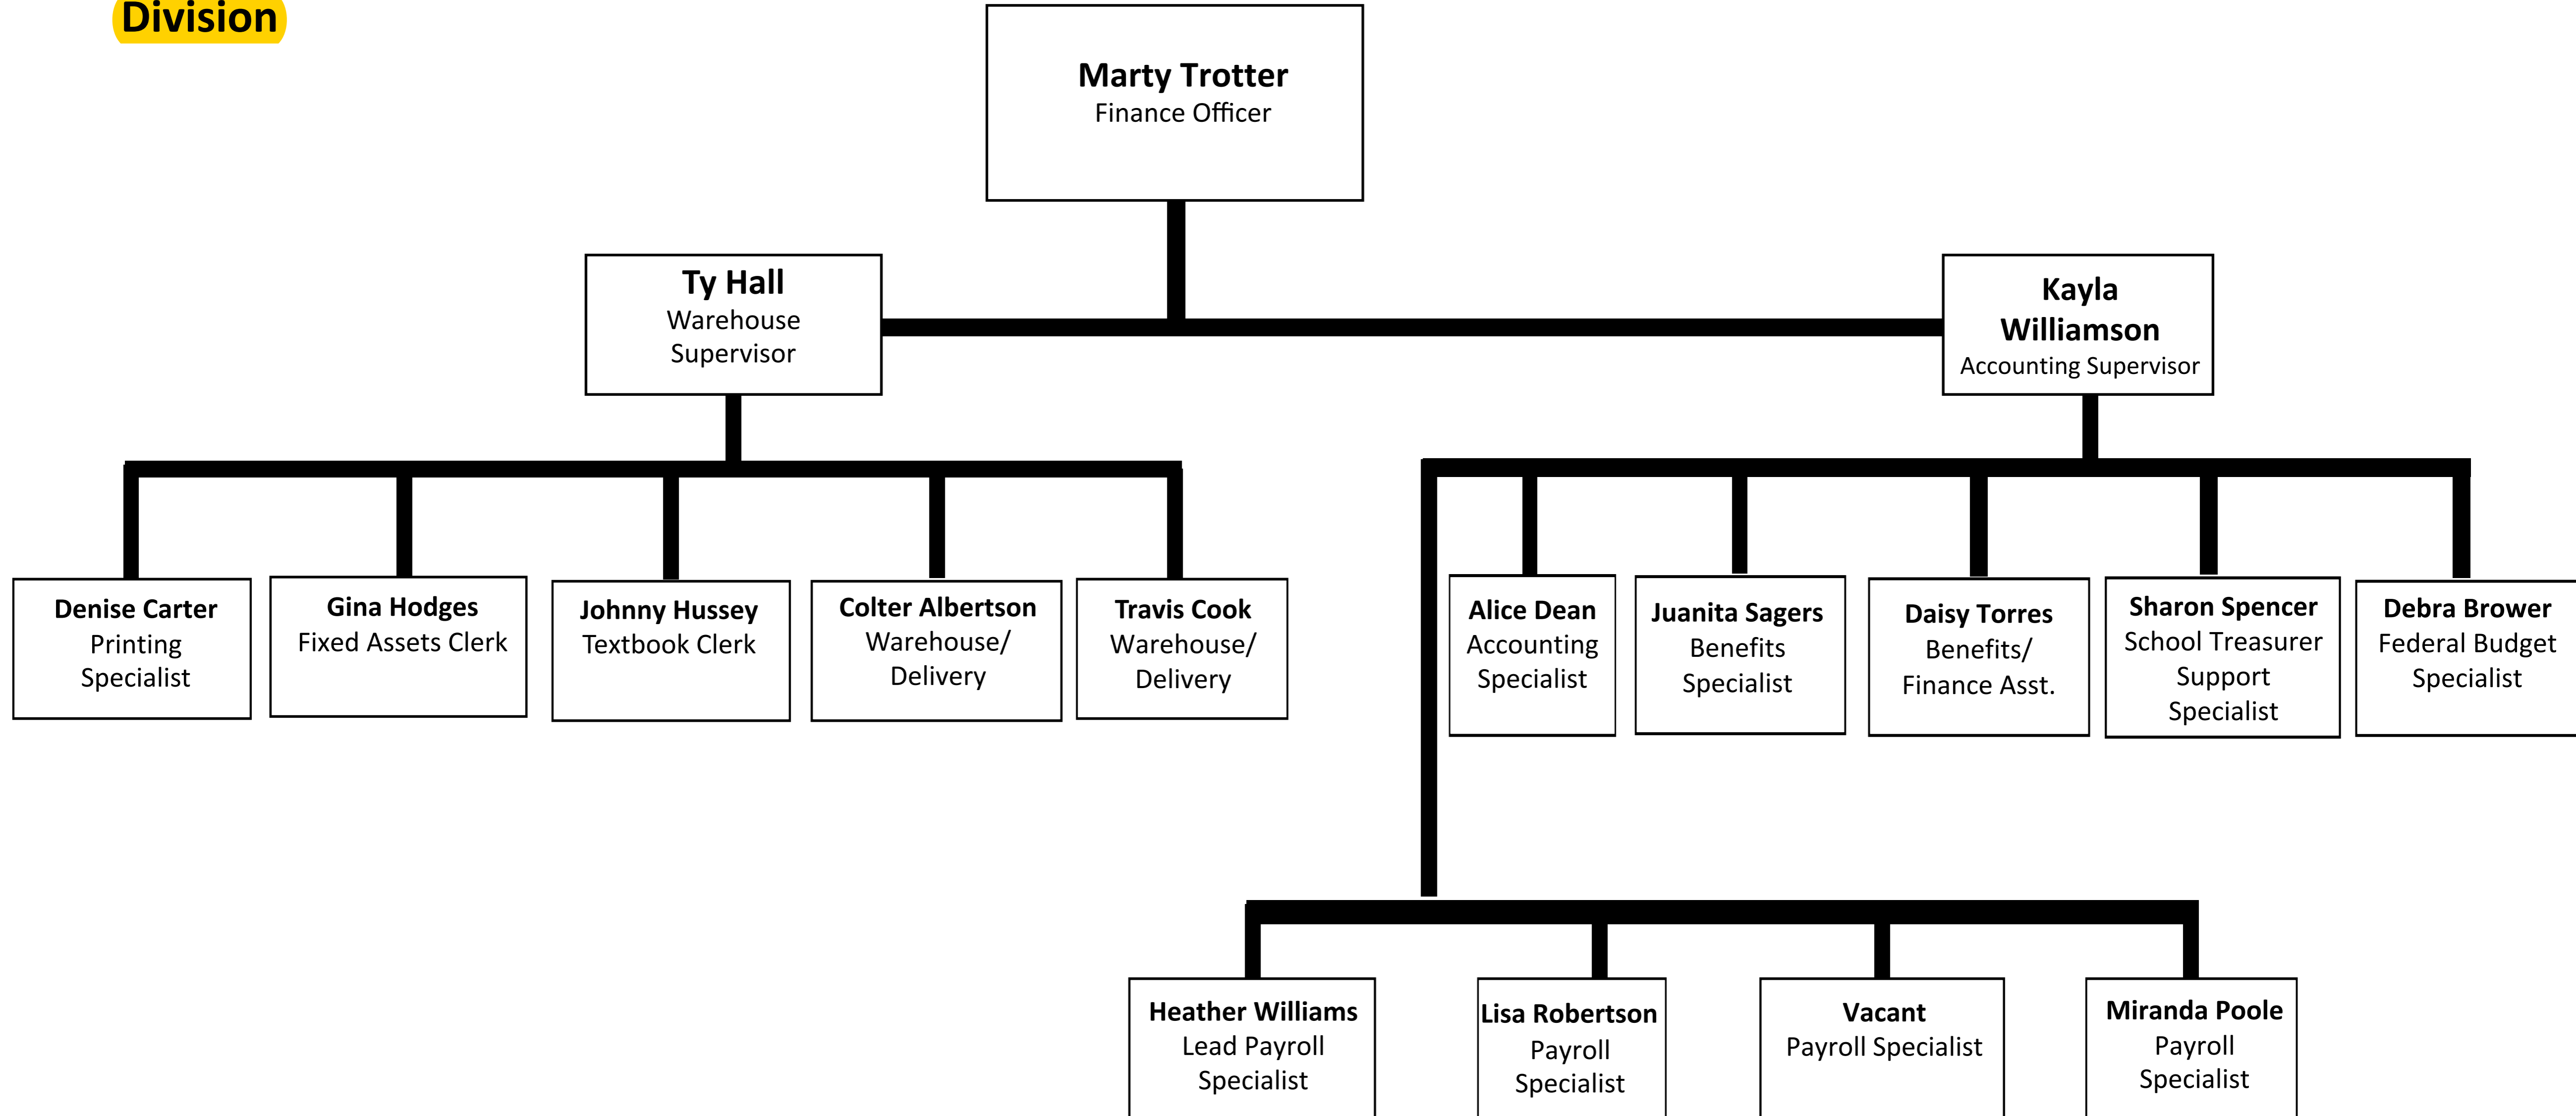 Division
Marty Trotter
Finance Officer
Ty Hall
Warehouse
Supervisor
Kayla
Williamson
Accounting Supervisor
Denise Carter
Printing
Specialist
Gina Hodges
Fixed Assets Clerk
Johnny Hussey
Textbook Clerk
Colter Albertson
Warehouse/
Delivery
Travis Cook
Warehouse/
Delivery
Alice Dean
Accounting
Specialist
Juanita Sagers
Benefits
Specialist
Daisy Torres
Benefits/
Finance Asst.
Sharon Spencer
School Treasurer
Support
Specialist
Debra Brower
Federal Budget
Specialist
Heather Williams
Lead Payroll
Specialist
Lisa Robertson
Payroll
Specialist
Vacant
Payroll Specialist
Miranda Poole
Payroll
Specialist